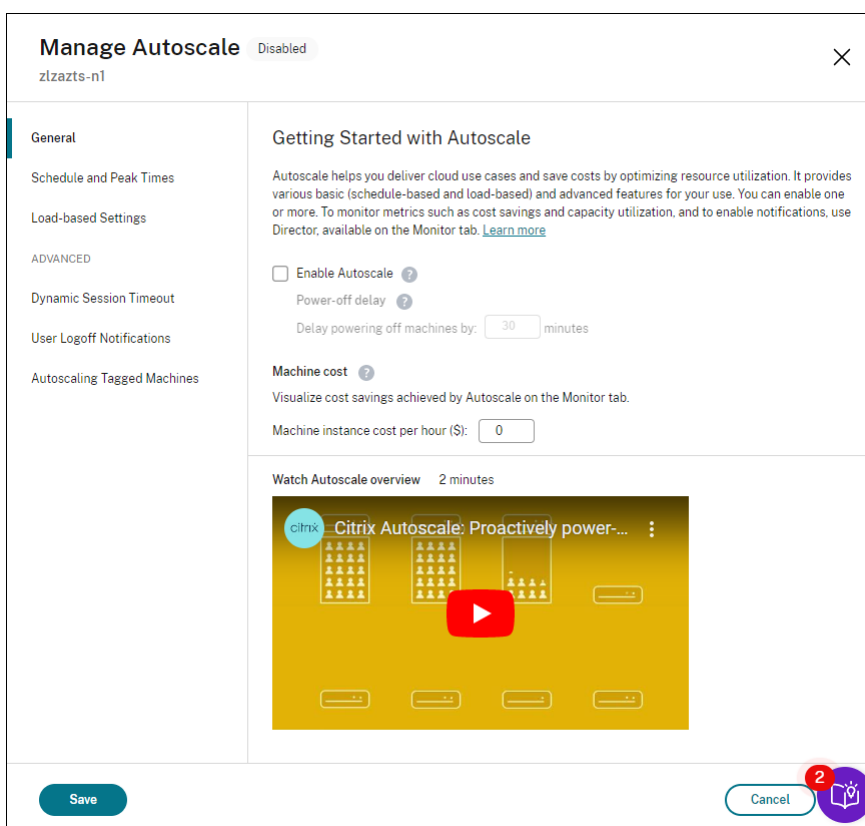 Manage Autoscale Disabled
zlzazts-n1
General
Schedule and Peak Times
Load-based Settings
ADVANCED
Dynamic Session Timeout
User Logoff Notifications
Autoscaling Tagged Machines
Getting Started with Autoscale
Autoscale helps you deliver cloud use cases and save costs by optimizing resource utilization. It provides
various basic (schedule-based and load-based) and advanced features for your use. You can enable one
or more. To monitor metrics such as cost savings and capacity utilization, and to enable notifications, use
Director, available on the Monitor tab. Learn more
Enable Autoscale ?
Power-off delay ?
Delay powering off machines by: 30 minutes
Machine cost ?
Visualize cost savings achieved by Autoscale on the Monitor tab.
Machine instance cost per hour ($): 0
Watch Autoscale overview 2 minutes
citrix Citrix Autoscale: Proactively power-...
Save
Cancel
2